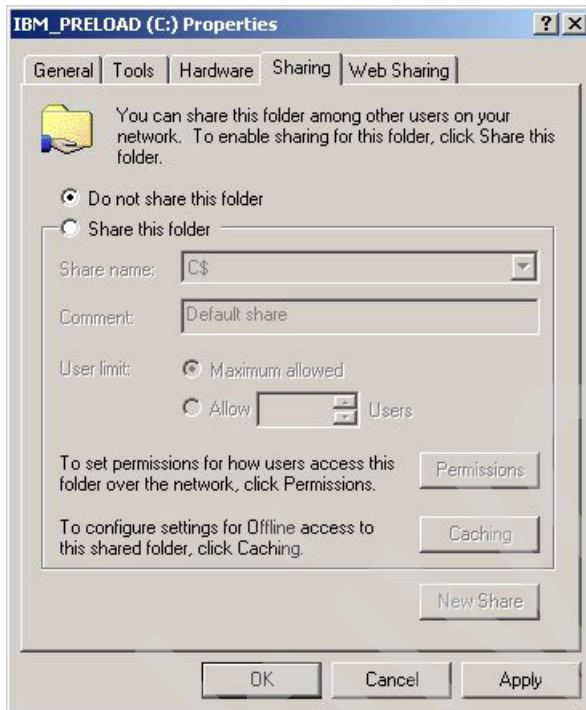 IBM_PRELOAD (C:) Properties
General Tools Hardware Sharing Web Sharing
You can share this folder among other users on your
network. To enable sharing for this folder, click Share this
folder.
Do not share this folder
Share this folder
Share name: C$
Comment: Default share
User limit: Maximum allowed
Allow Users
To set permissions for how users access this
folder over the network, click Permissions.
Permissions
To configure settings for Offline access to
this shared folder, click Caching.
Caching
New Share
OK Cancel Apply